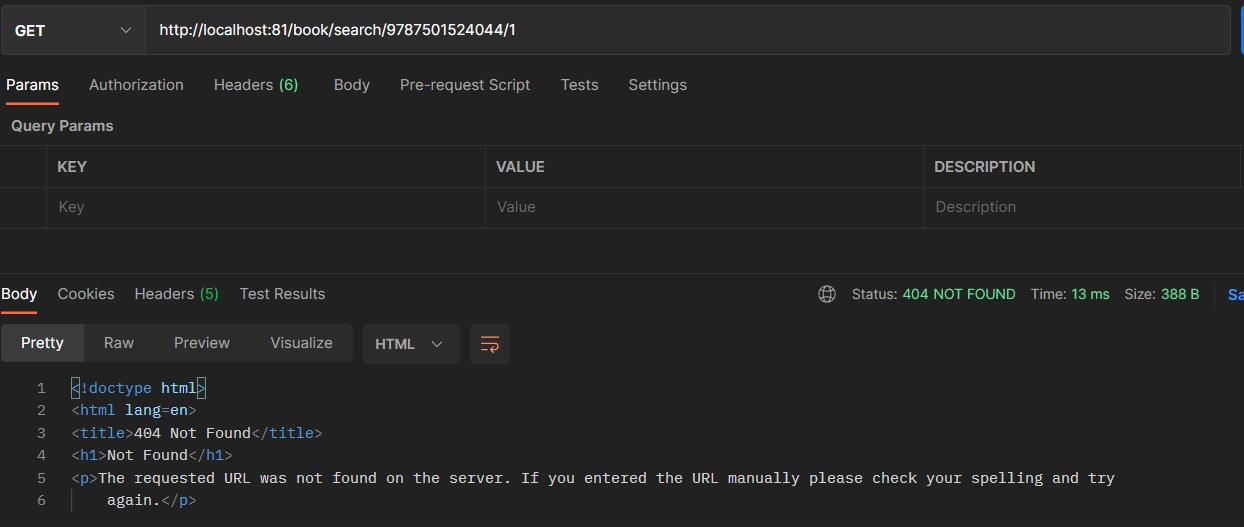 GET http://localhost:81/book/search/9787501524044/1
Params Authorization Headers (6) Body Pre-request Script Tests Settings
Query Params
KEY VALUE DESCRIPTION
Key Value Description
Body Cookies Headers (5) Test Results Status: 404 NOT FOUND Time: 13 ms Size: 388 B Sa
Pretty Raw Preview Visualize HTML
1 <!doctype html>
2 <html lang=en>
3 <title>404 Not Found</title>
4 <h1>Not Found</h1>
5 <p>The requested URL was not found on the server. If you entered the URL manually please check your spelling and try
6 again.</p>